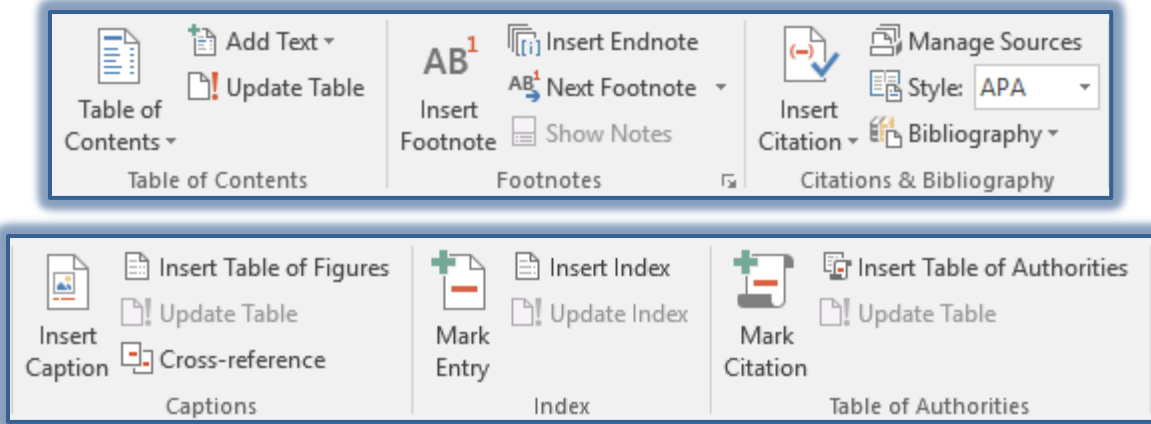 Table of
Contents
Add Text
Update Table
Table of Contents
AB1
Insert
Footnote
[i] Insert Endnote
AB1 Next Footnote
Show Notes
Footnotes
(-)
Insert
Citation
Manage Sources
Style: APA
Bibliography
Citations & Bibliography
Insert
Caption
Insert Table of Figures
Update Table
Cross-reference
Captions
Mark
Entry
Insert Index
Update Index
Index
Mark
Citation
Insert Table of Authorities
Update Table
Table of Authorities